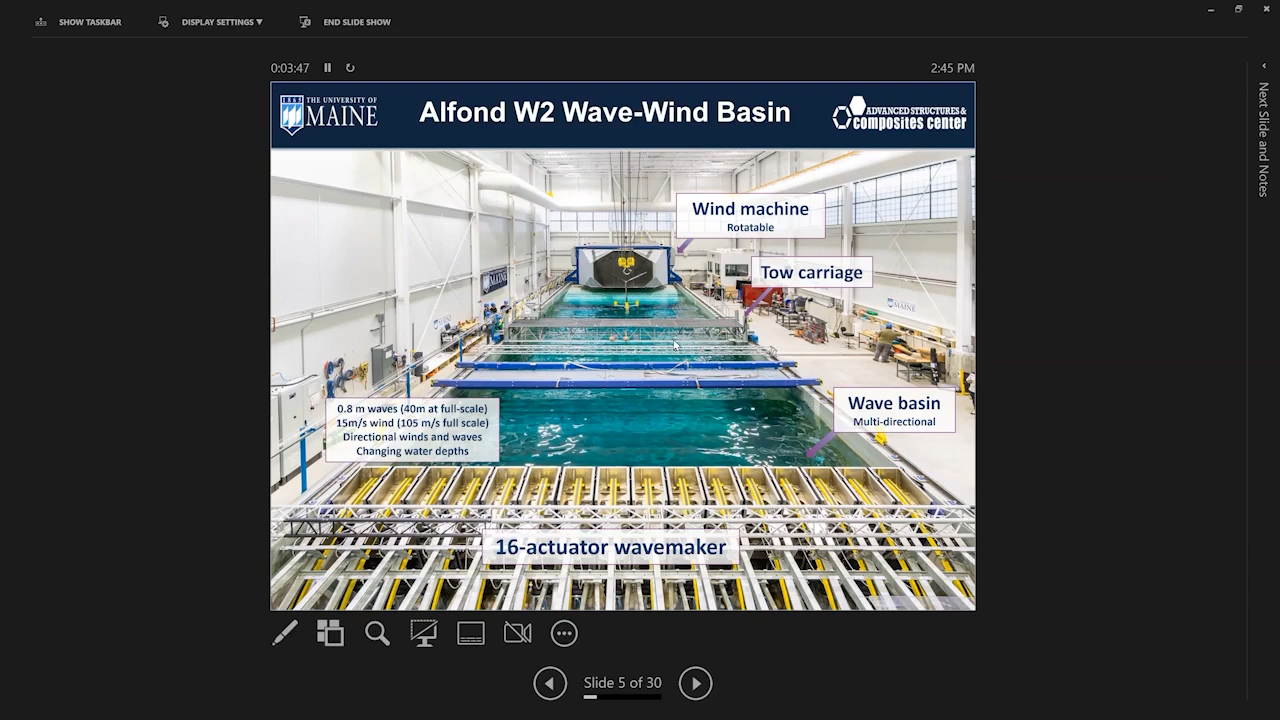 SHOW TASKBAR
DISPLAY SETTINGS ▼
END SLIDE SHOW
0:03:47
2:45 PM
1865
THE UNIVERSITY OF
MAINE
Alfond W2 Wave-Wind Basin
ADVANCED STRUCTURES &
composites center
Wind machine
Rotatable
Tow carriage
MAINE
MAINE
0.8 m waves (40m at full-scale)
15m/s wind (105 m/s full scale)
Directional winds and waves
Changing water depths
Wave basin
Multi-directional
16-actuator wavemaker
Slide 5 of 30
Next Slide and Notes